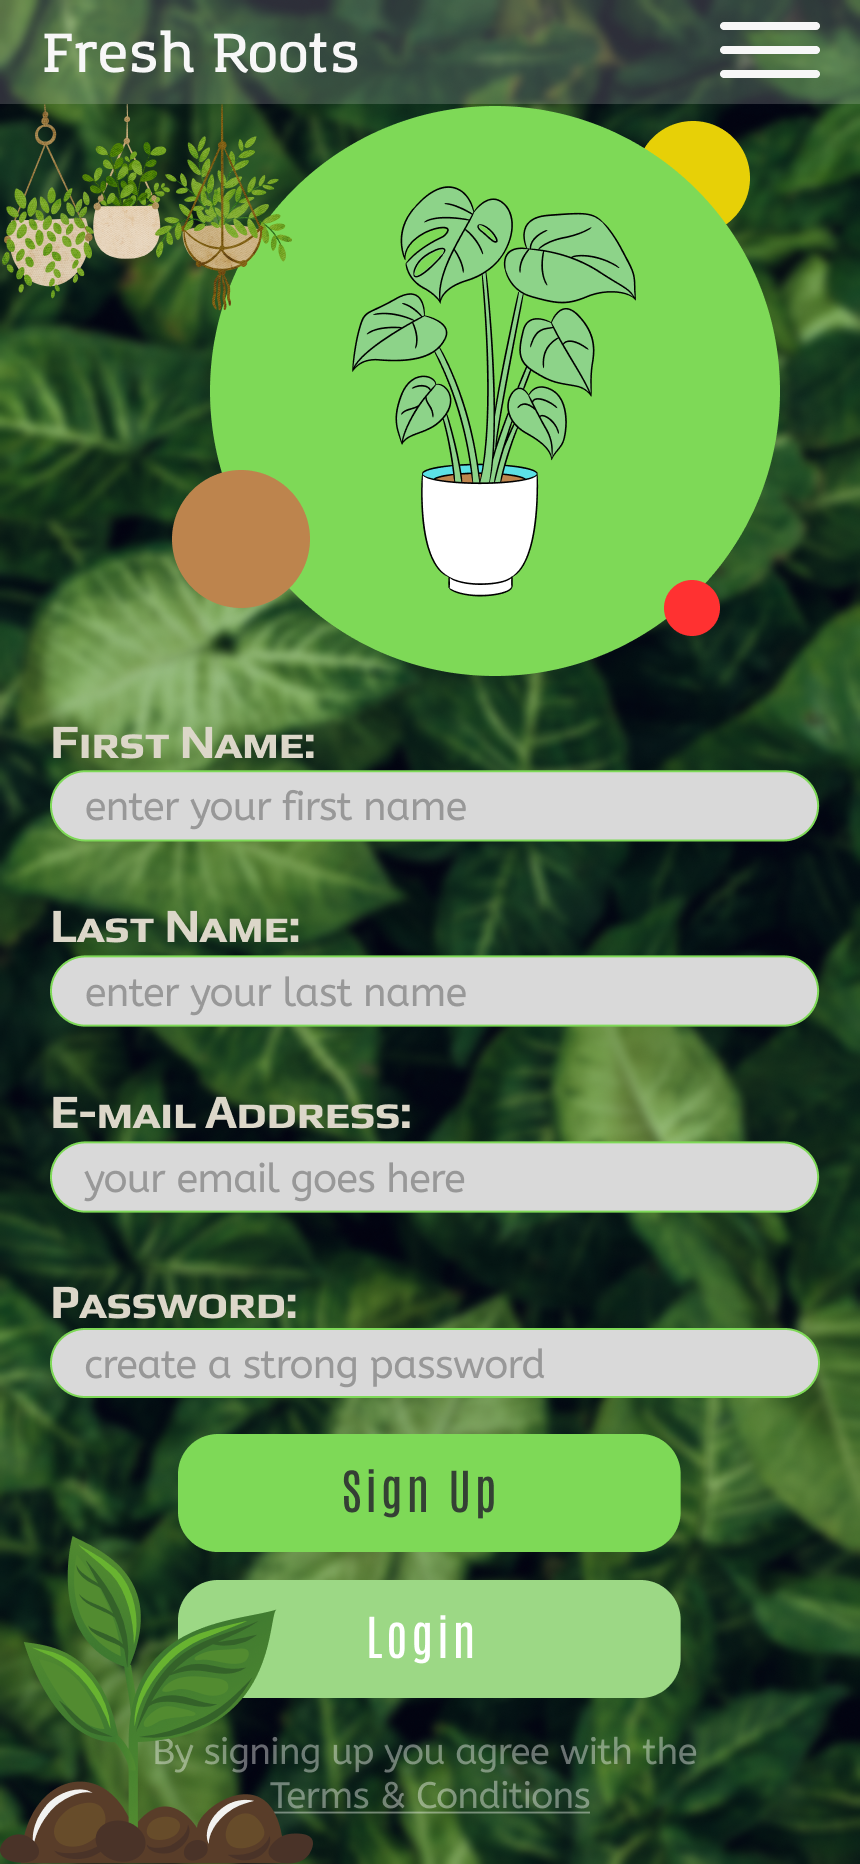 Fresh Roots
First Name:
enter your first name
Last Name:
enter your last name
E-mail Address:
your email goes here
Password:
create a strong password
Sign Up
Login
By signing up you agree with the
Terms & Conditions